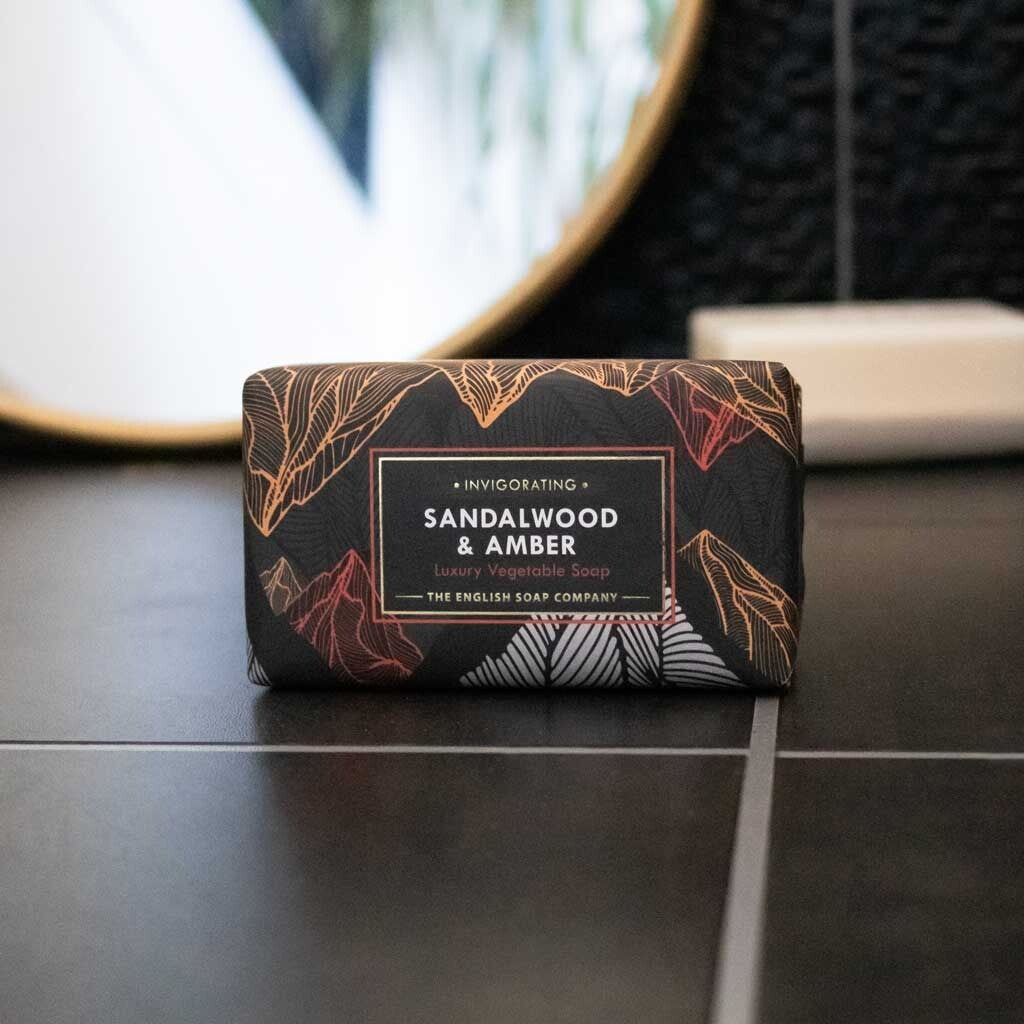 • INVIGORATING •
SANDALWOOD
& AMBER
Luxury Vegetable Soap
THE ENGLISH SOAP COMPANY